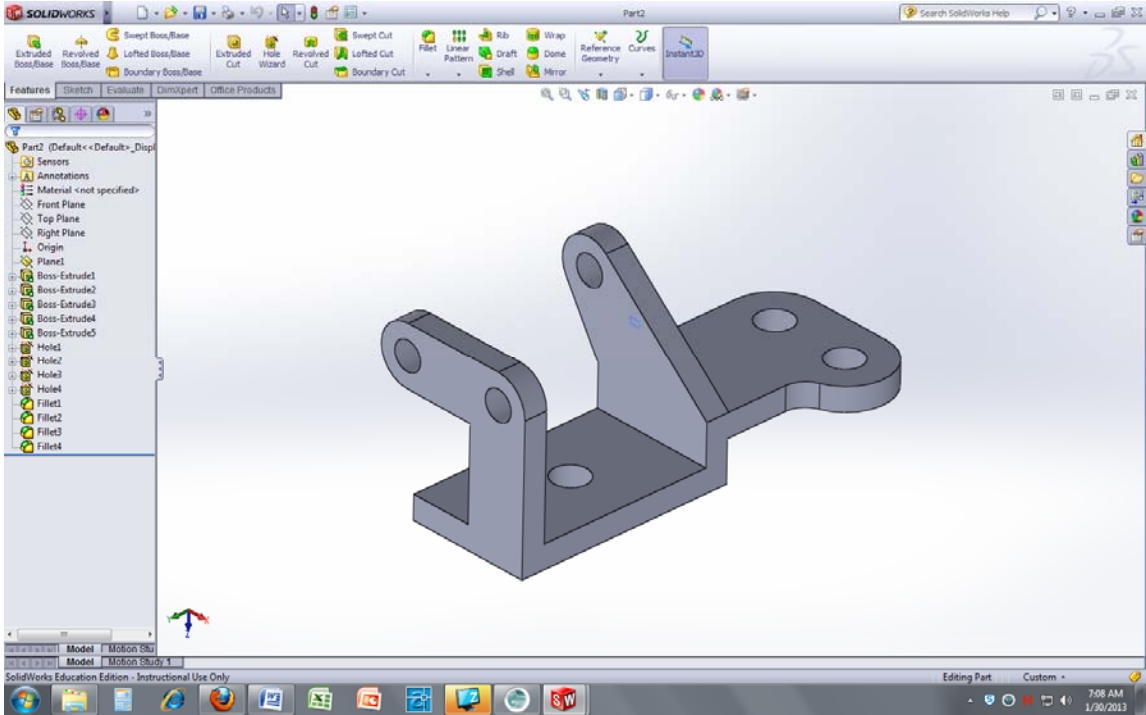 SOLIDWORKS
Part2
Search SolidWorks Help
Extruded Boss/Base
Revolved Boss/Base
Swept Boss/Base
Lofted Boss/Base
Boundary Boss/Base
Extruded Cut
Hole Wizard
Revolved Cut
Swept Cut
Lofted Cut
Boundary Cut
Fillet
Linear Pattern
Rib
Draft
Shell
Wrap
Dome
Mirror
Reference Geometry
Curves
Instant3D
Features Sketch Evaluate DimXpert Office Products
Part2 (Default<<Default>_Displ
Sensors
Annotations
Material <not specified>
Front Plane
Top Plane
Right Plane
Origin
Plane1
Boss-Extrude1
Boss-Extrude2
Boss-Extrude3
Boss-Extrude4
Boss-Extrude5
Hole1
Hole2
Hole3
Hole4
Fillet1
Fillet2
Fillet3
Fillet4
Model Motion Stu
Model Motion Study 1
SolidWorks Education Edition - Instructional Use Only
Editing Part Custom
7:08 AM
1/30/2013